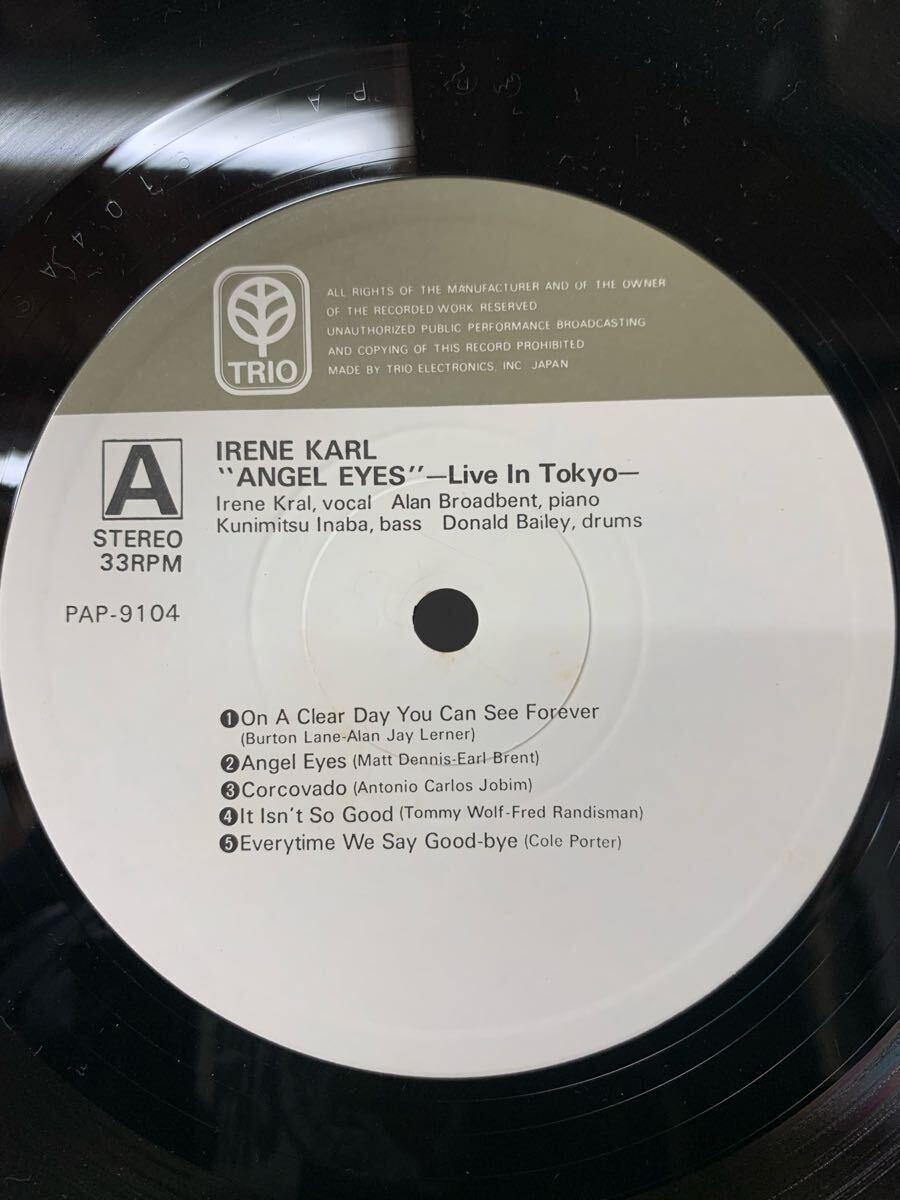 PAP-9104SA
TRIO
ALL RIGHTS OF THE MANUFACTURER AND OF THE OWNER
OF THE RECORDED WORK RESERVED
UNAUTHORIZED PUBLIC PERFORMANCE BROADCASTING
AND COPYING OF THIS RECORD PROHIBITED
MADE BY TRIO ELECTRONICS, INC JAPAN
A
STEREO
33RPM
PAP-9104
IRENE KARL
"ANGEL EYES" —Live In Tokyo—
Irene Kral, vocal Alan Broadbent, piano
Kunimitsu Inaba, bass Donald Bailey, drums
❶On A Clear Day You Can See Forever
(Burton Lane-Alan Jay Lerner)
❷Angel Eyes (Matt Dennis-Earl Brent)
❸Corcovado (Antonio Carlos Jobim)
❹It Isn't So Good (Tommy Wolf-Fred Randisman)
❺Everytime We Say Good-bye (Cole Porter)